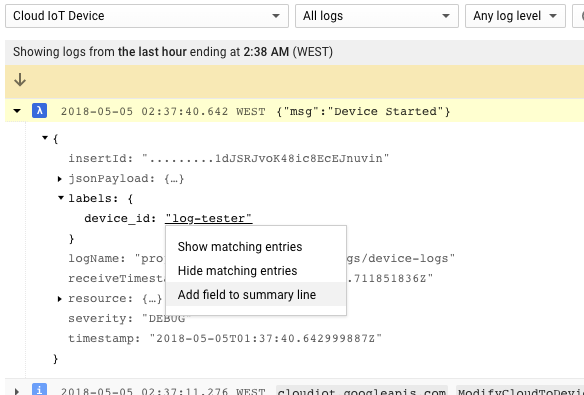 Cloud IoT Device All logs Any log level
Showing logs from the last hour ending at 2:38 AM (WEST)
λ 2018-05-05 02:37:40.642 WEST {"msg":"Device Started"}
{
insertId: ".........1dJSRJvoK48ic8EcEJnuvin"
jsonPayload: {…}
labels: {
device_id: "log-tester"
}
Show matching entries
logName: "pro gs/device-logs"
Hide matching entries
receiveTimesta .711851836Z"
Add field to summary line
resource: {…}
severity: "DEBUG"
timestamp: "2018-05-05T01:37:40.642999887Z"
}
i 2018-05-05 02:37:11.276 WEST cloudiot.googleapis.com ModifyCloudToDevi